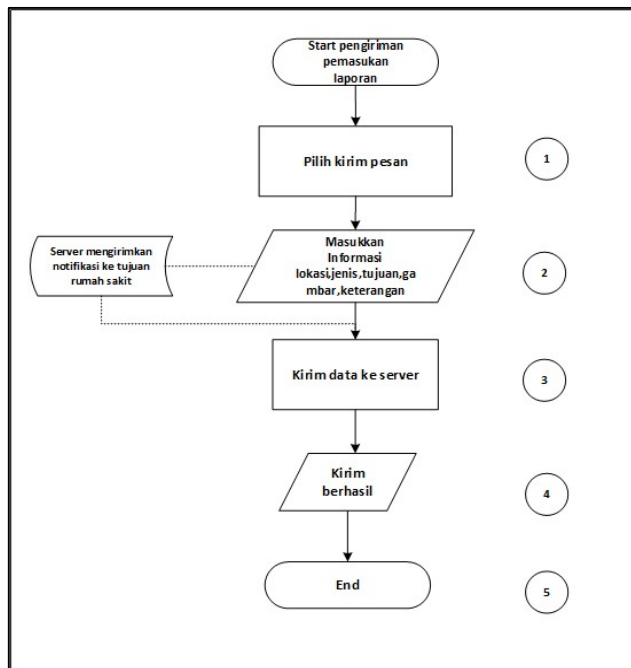 Start pengiriman
pemasukan
laporan
Pilih kirim pesan
1
Server mengirimkan
notifikasi ke tujuan
rumah sakit
Masukkan
Informasi
lokasi,jenis,tujuan,ga
mbar,keterangan
2
Kirim data ke server
3
Kirim
berhasil
4
End
5